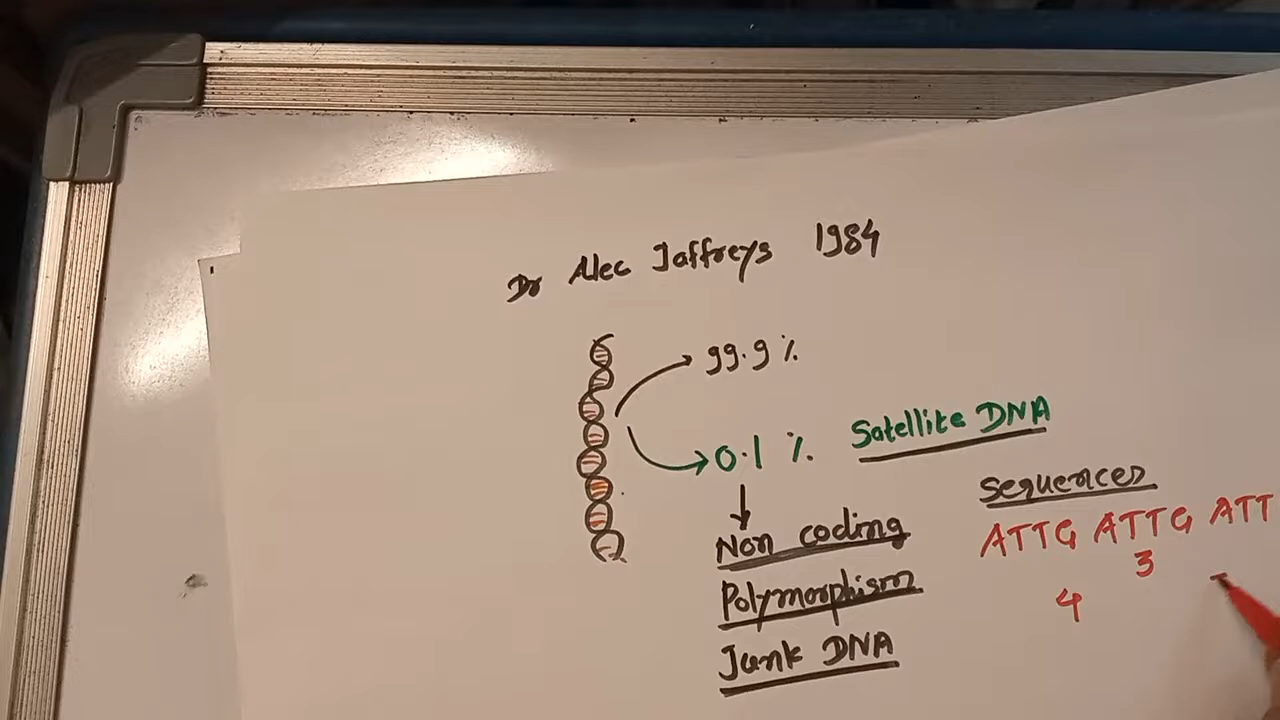 Dr Alec Jaffreys 1984
99.9 %
0.1 % Satellite DNA
Sequences
Non coding
ATTG ATTG ATT
3
Polymorphism
4
Junk DNA